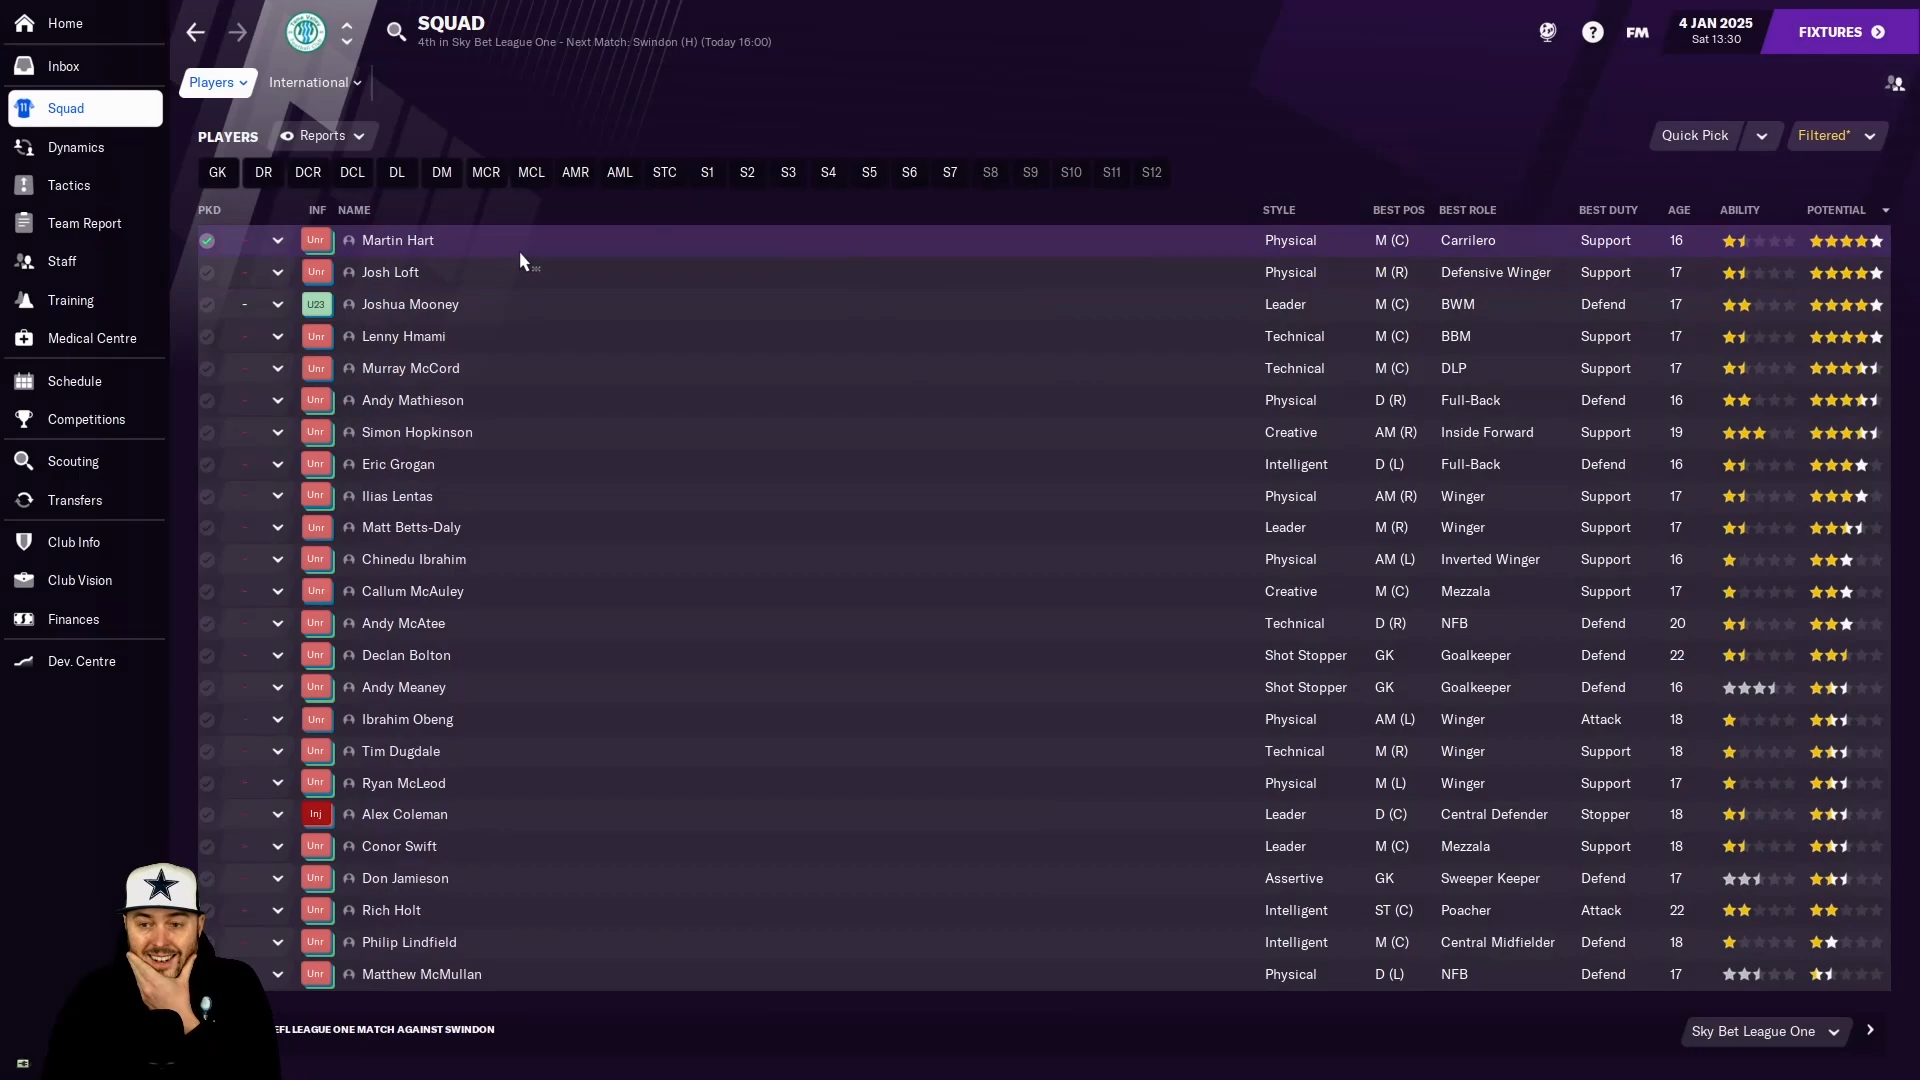 Home
Inbox
Squad
Dynamics
Tactics
Team Report
Staff
Training
Medical Centre
Schedule
Competitions
Scouting
Transfers
Club Info
Club Vision
Finances
Dev. Centre
SQUAD
4th in Sky Bet League One - Next Match: Swindon (H) (Today 16:00)
? FM 4 JAN 2025 FIXTURES
Sat 13:30
Players International
PLAYERS Reports Quick Pick Filtered*
GK DR DCR DCL DL DM MCR MCL AMR AML STC S1 S2 S3 S4 S5 S6 S7 S8 S9 S10 S11 S12
PKD INF NAME STYLE BEST POS BEST ROLE BEST DUTY AGE ABILITY POTENTIAL
- Unr Martin Hart Physical M (C) Carrilero Support 16
- Unr Josh Loft Physical M (R) Defensive Winger Support 17
- U23 Joshua Mooney Leader M (C) BWM Defend 17
- Unr Lenny Hmami Technical M (C) BBM Support 17
- Unr Murray McCord Technical M (C) DLP Support 17
- Unr Andy Mathieson Physical D (R) Full-Back Defend 16
- Unr Simon Hopkinson Creative AM (R) Inside Forward Support 19
- Unr Eric Grogan Intelligent D (L) Full-Back Defend 16
- Unr Ilias Lentas Physical AM (R) Winger Support 17
- Unr Matt Betts-Daly Leader M (R) Winger Support 17
- Unr Chinedu Ibrahim Physical AM (L) Inverted Winger Support 16
- Unr Callum McAuley Creative M (C) Mezzala Support 17
- Unr Andy McAtee Technical D (R) NFB Defend 20
- Unr Declan Bolton Shot Stopper GK Goalkeeper Defend 22
- Unr Andy Meaney Shot Stopper GK Goalkeeper Defend 16
- Unr Ibrahim Obeng Physical AM (L) Winger Attack 18
- Unr Tim Dugdale Technical M (R) Winger Support 18
- Unr Ryan McLeod Physical M (L) Winger Support 17
- Inj Alex Coleman Leader D (C) Central Defender Stopper 18
- Unr Conor Swift Leader M (C) Mezzala Support 18
- Unr Don Jamieson Assertive GK Sweeper Keeper Defend 17
- Unr Rich Holt Intelligent ST (C) Poacher Attack 22
- Unr Philip Lindfield Intelligent M (C) Central Midfielder Defend 18
Unr Matthew McMullan Physical D (L) NFB Defend 17
EFL LEAGUE ONE MATCH AGAINST SWINDON
Sky Bet League One